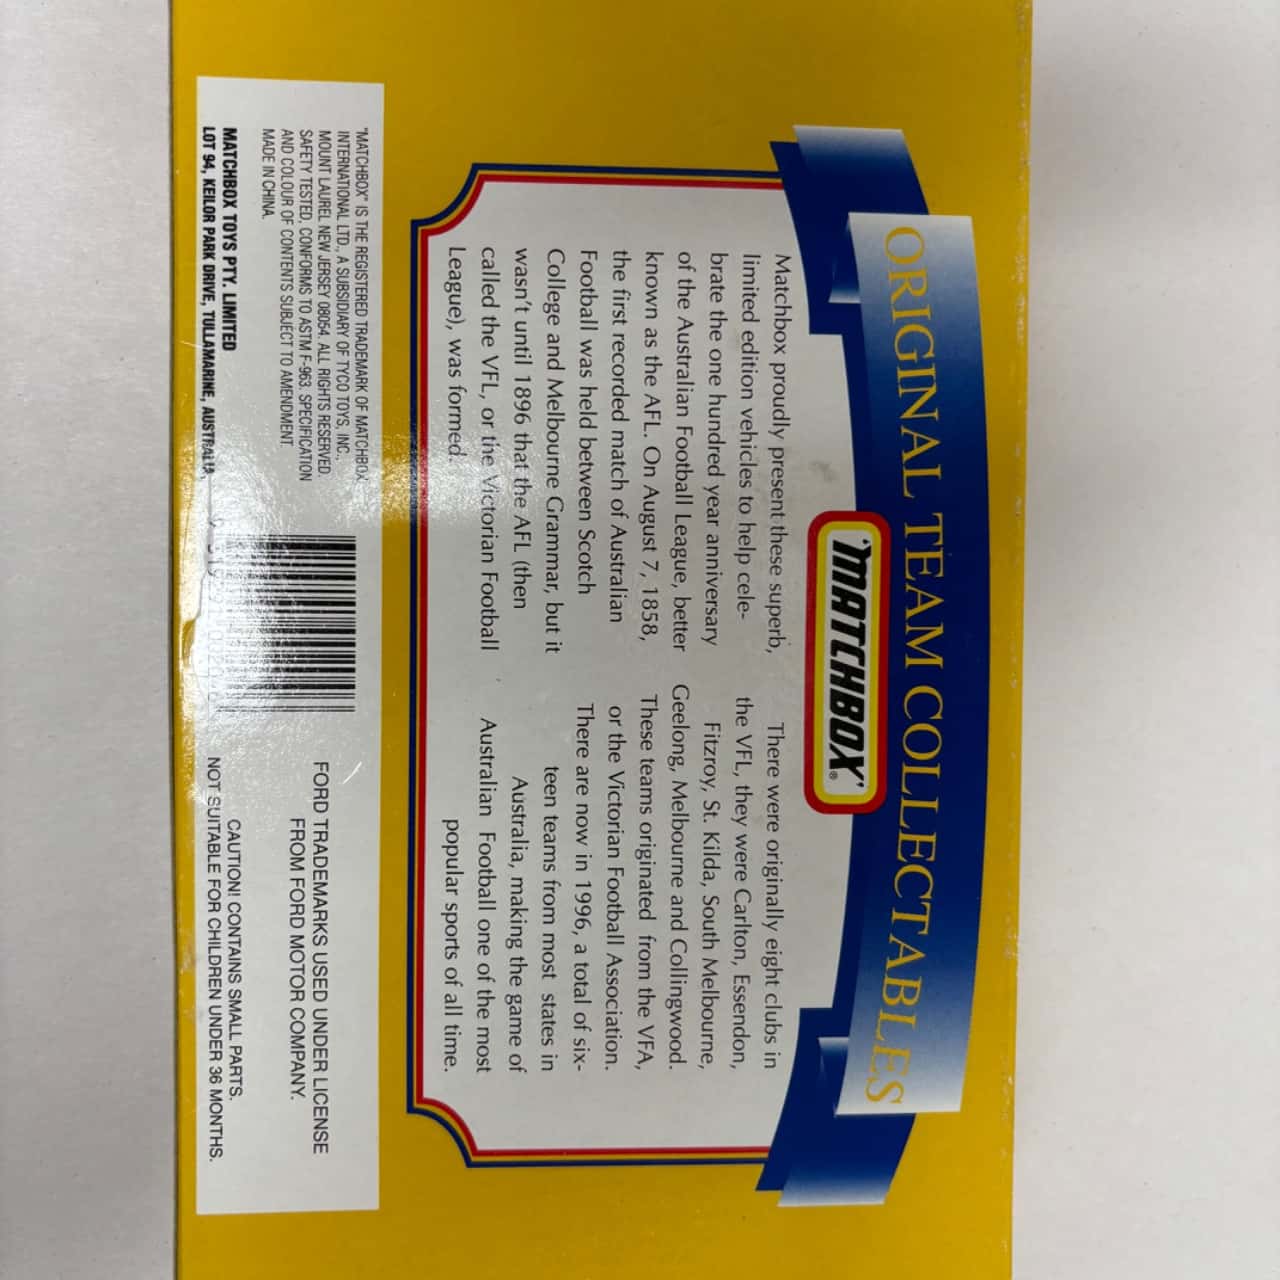 ORIGINAL TEAM COLLECTABLES
"MATCHBOX"®
Matchbox proudly present these superb,
limited edition vehicles to help cele-
brate the one hundred year anniversary
of the Australian Football League, better
known as the AFL. On August 7, 1858,
the first recorded match of Australian
Football was held between Scotch
College and Melbourne Grammar, but it
wasn't until 1896 that the AFL (then
called the VFL, or the Victorian Football
League), was formed.
There were originally eight clubs in
the VFL, they were Carlton, Essendon,
Fitzroy, St. Kilda, South Melbourne,
Geelong, Melbourne and Collingwood.
These teams originated from the VFA,
or the Victorian Football Association.
There are now in 1996, a total of six-
teen teams from most states in
Australia, making the game of
Australian Football one of the most
popular sports of all time.
"MATCHBOX" IS THE REGISTERED TRADEMARK OF MATCHBOX
INTERNATIONAL LTD., A SUBSIDIARY OF TYCO TOYS, INC.,
MOUNT LAUREL NEW JERSEY 08054. ALL RIGHTS RESERVED.
SAFETY TESTED, CONFORMS TO ASTM F-963. SPECIFICATION
AND COLOUR OF CONTENTS SUBJECT TO AMENDMENT.
MADE IN CHINA.
MATCHBOX TOYS PTY. LIMITED
LOT 94, KEILOR PARK DRIVE, TULLAMARINE, AUSTRALIA.
FORD TRADEMARKS USED UNDER LICENSE
FROM FORD MOTOR COMPANY.
CAUTION! CONTAINS SMALL PARTS.
NOT SUITABLE FOR CHILDREN UNDER 36 MONTHS.